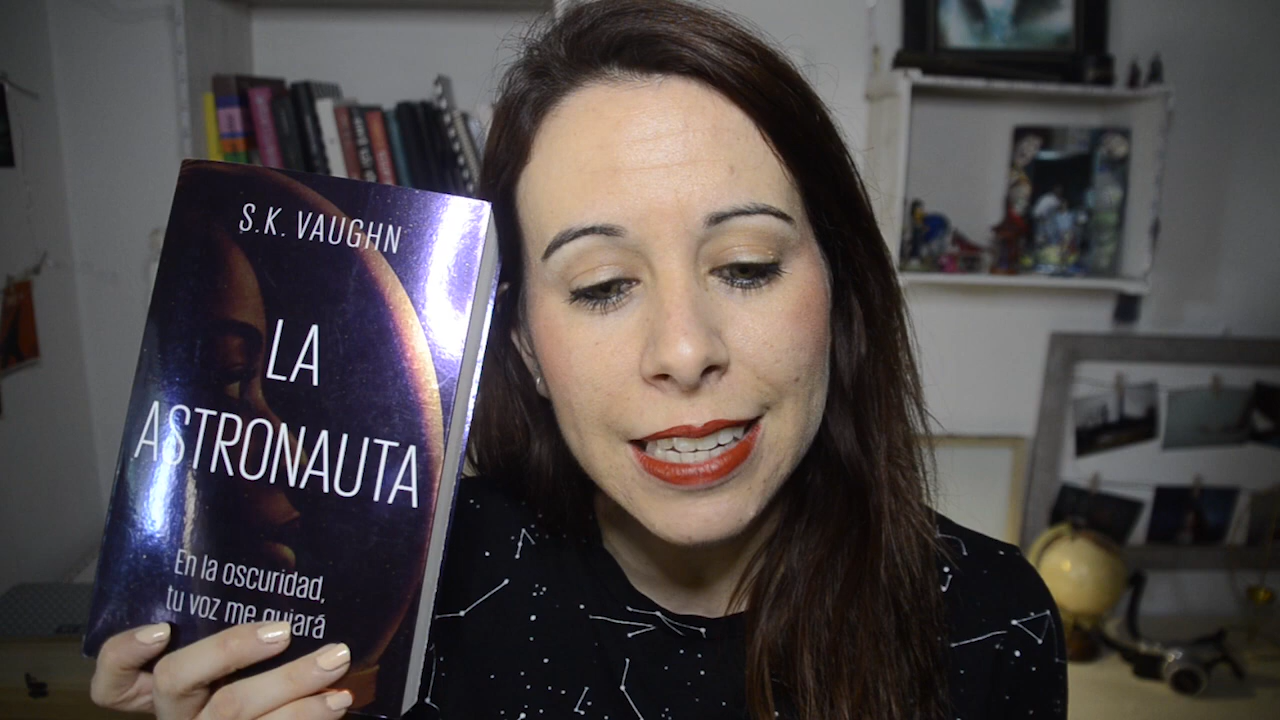 S.K. VAUGHN
LA
ASTRONAUTA
En la oscuridad,
tu voz me guiará